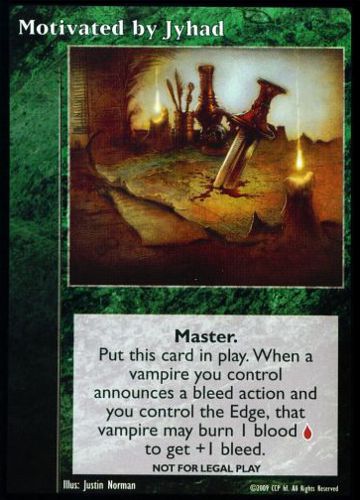 Motivated by Jyhad
Master.
Put this card in play. When a
vampire you control
announces a bleed action and
you control the Edge, that
vampire may burn 1 blood
to get +1 bleed.
NOT FOR LEGAL PLAY
Illus: Justin Norman
©2009 CCP hf. All Rights Reserved